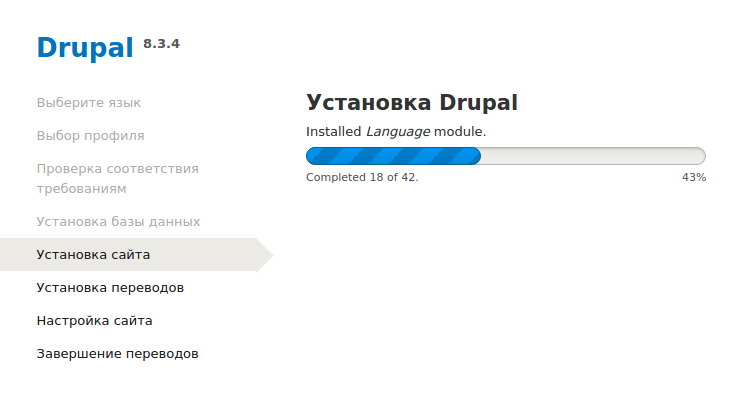 Drupal 8.3.4
Выберите язык
Выбор профиля
Проверка соответствия
требованиям
Установка базы данных
Установка сайта
Установка переводов
Настройка сайта
Завершение переводов
Установка Drupal
Installed Language module.
Completed 18 of 42. 43%